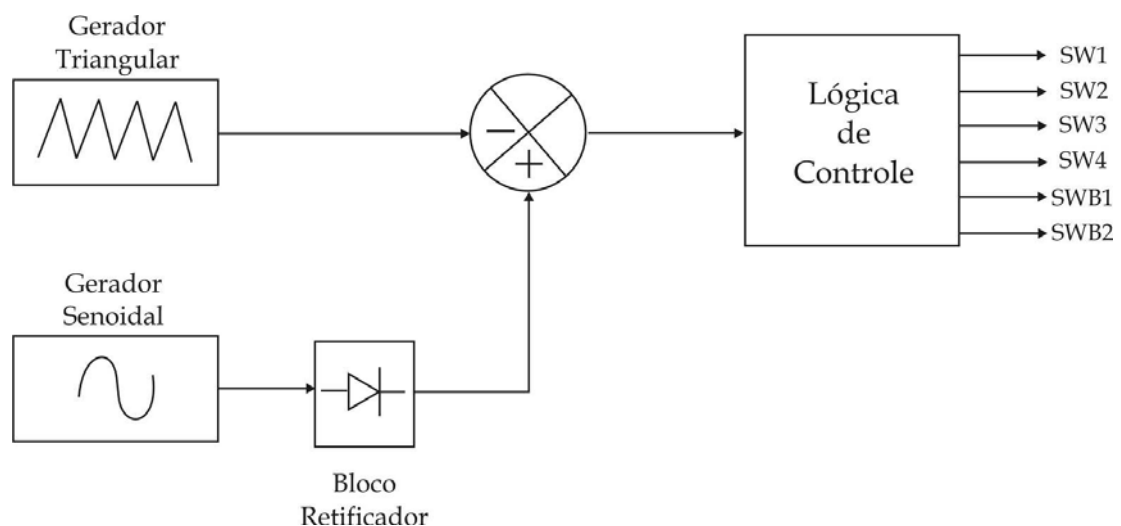 Gerador
Triangular
−
+
Lógica
de
Controle
SW1
SW2
SW3
SW4
SWB1
SWB2
Gerador
Senoidal
Bloco
Retificador